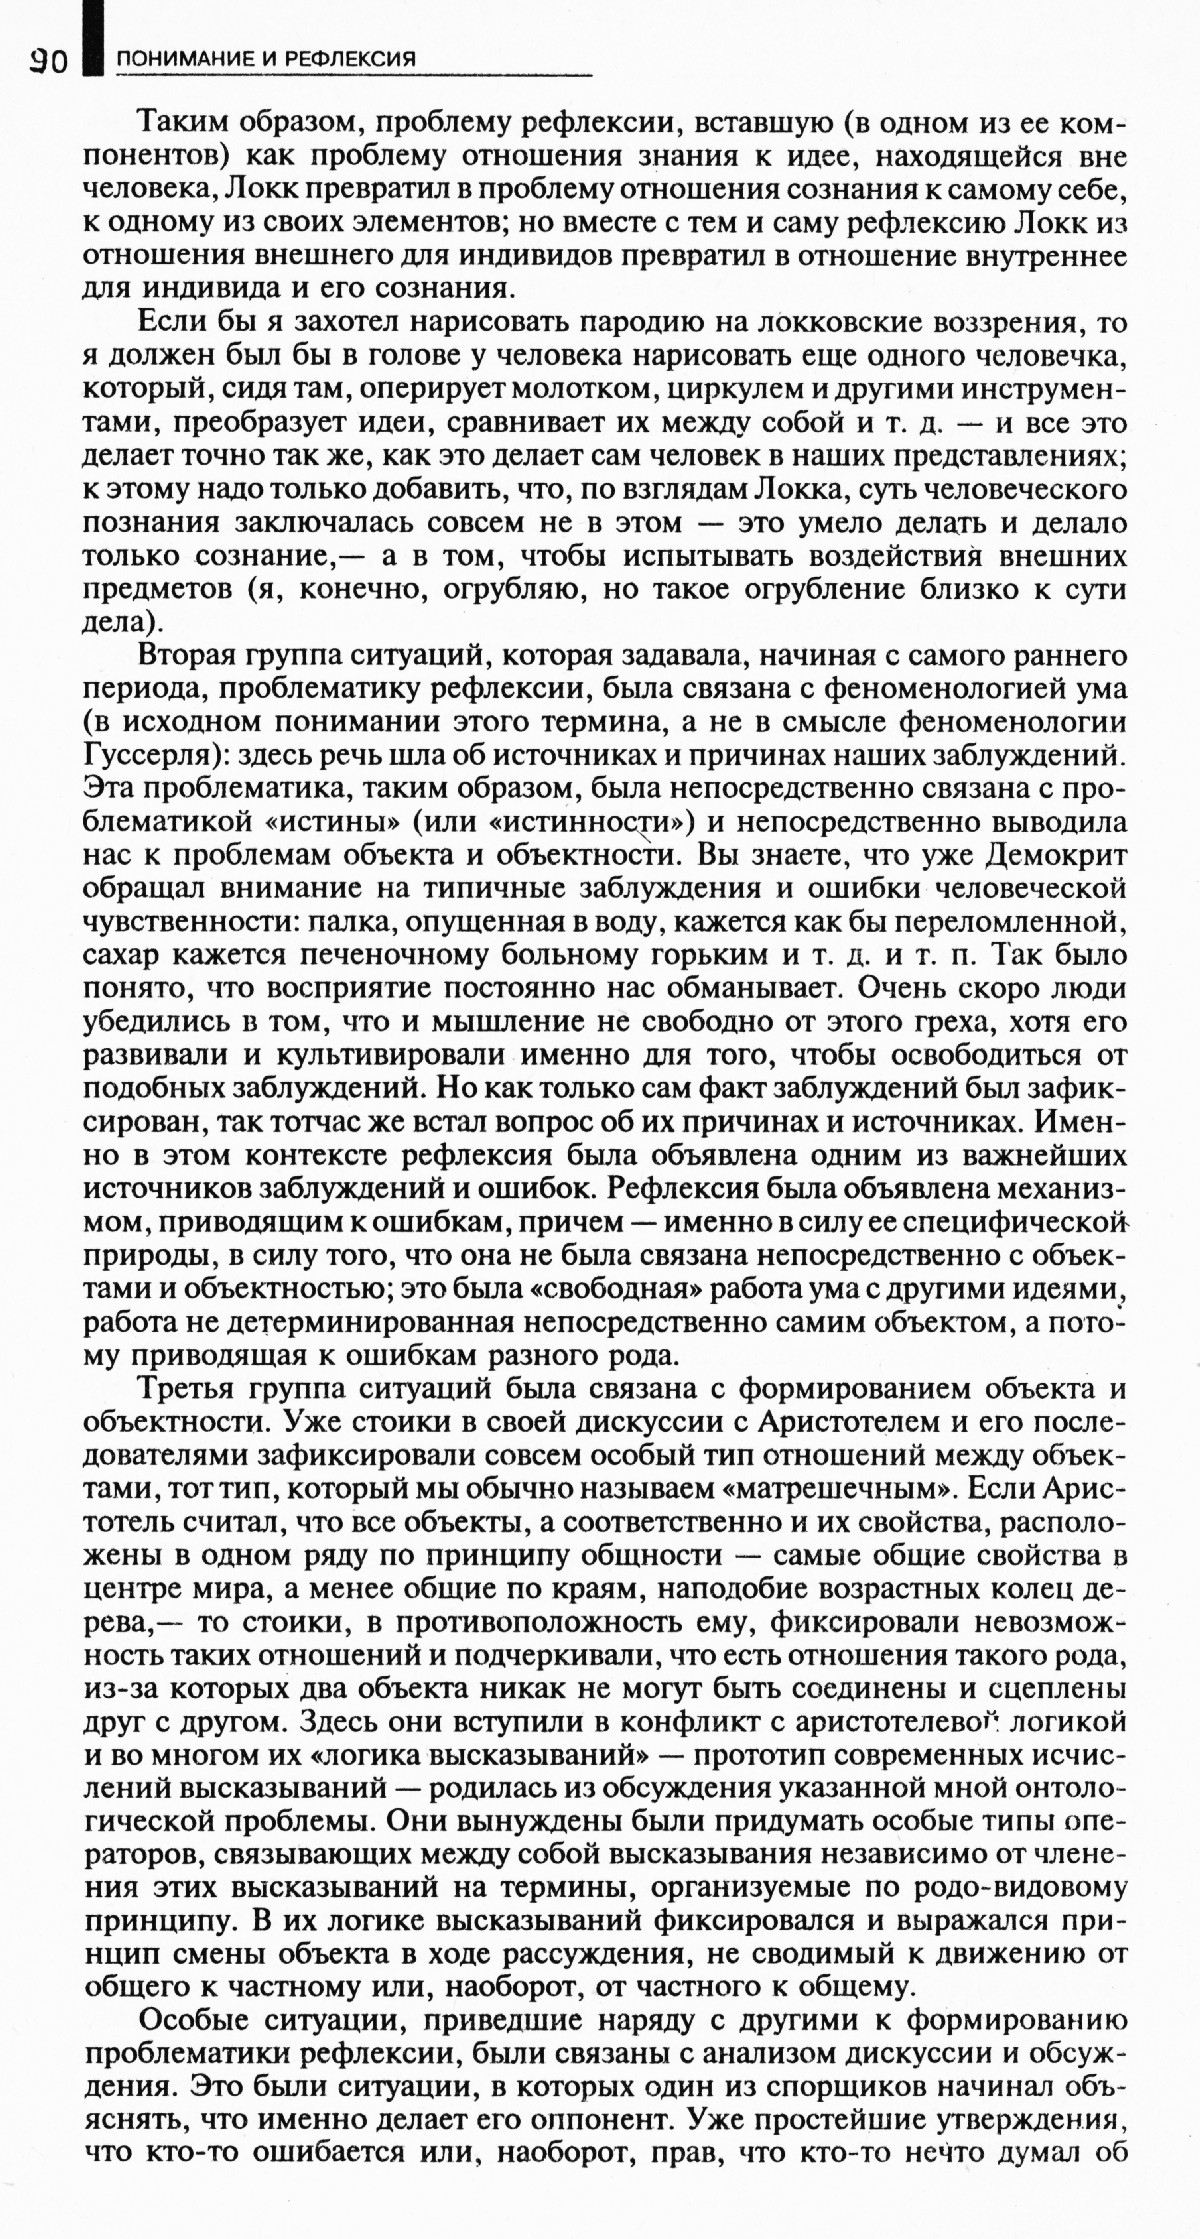 90
ПОНИМАНИЕ И РЕФЛЕКСИЯ
Таким образом, проблему рефлексии, вставшую (в одном из ее ком-
понентов) как проблему отношения знания к идее, находящейся вне
человека, Локк превратил в проблему отношения сознания к самому себе,
к одному из своих элементов; но вместе с тем и саму рефлексию Локк из
отношения внешнего для индивидов превратил в отношение внутреннее
для индивида и его сознания.
Если бы я захотел нарисовать пародию на локковские воззрения, то
я должен был бы в голове у человека нарисовать еще одного человечка,
который, сидя там, оперирует молотком, циркулем и другими инструмен-
тами, преобразует идеи, сравнивает их между собой и т. д. — и все это
делает точно так же, как это делает сам человек в наших представлениях;
к этому надо только добавить, что, по взглядам Локка, суть человеческого
познания заключалась совсем не в этом — это умело делать и делало
только сознание,— а в том, чтобы испытывать воздействия внешних
предметов (я, конечно, огрубляю, но такое огрубление близко к сути
дела).
Вторая группа ситуаций, которая задавала, начиная с самого раннего
периода, проблематику рефлексии, была связана с феноменологией ума
(в исходном понимании этого термина, а не в смысле феноменологии
Гуссерля): здесь речь шла об источниках и причинах наших заблуждений.
Эта проблематика, таким образом, была непосредственно связана с про-
блематикой «истины» (или «истинности») и непосредственно выводила
нас к проблемам объекта и объектности. Вы знаете, что уже Демокрит
обращал внимание на типичные заблуждения и ошибки человеческой
чувственности: палка, опущенная в воду, кажется как бы переломленной,
сахар кажется печеночному больному горьким и т. д. и т. п. Так было
понято, что восприятие постоянно нас обманывает. Очень скоро люди
убедились в том, что и мышление не свободно от этого греха, хотя его
развивали и культивировали именно для того, чтобы освободиться от
подобных заблуждений. Но как только сам факт заблуждений был зафик-
сирован, так тотчас же встал вопрос об их причинах и источниках. Имен-
но в этом контексте рефлексия была объявлена одним из важнейших
источников заблуждений и ошибок. Рефлексия была объявлена механиз-
мом, приводящим к ошибкам, причем — именно в силу ее специфической
природы, в силу того, что она не была связана непосредственно с объек-
тами и объектностью; это была «свободная» работа ума с другими идеями,
работа не детерминированная непосредственно самим объектом, а пото-
му приводящая к ошибкам разного рода.
Третья группа ситуаций была связана с формированием объекта и
объектности. Уже стоики в своей дискуссии с Аристотелем и его после-
дователями зафиксировали совсем особый тип отношений между объек-
тами, тот тип, который мы обычно называем «матрешечным». Если Арис-
тотель считал, что все объекты, а соответственно и их свойства, располо-
жены в одном ряду по принципу общности — самые общие свойства в
центре мира, а менее общие по краям, наподобие возрастных колец де-
рева,— то стоики, в противоположность ему, фиксировали невозмож-
ность таких отношений и подчеркивали, что есть отношения такого рода,
из-за которых два объекта никак не могут быть соединены и сцеплены
друг с другом. Здесь они вступили в конфликт с аристотелевой логикой
и во многом их «логика высказываний» — прототип современных исчис-
лений высказываний — родилась из обсуждения указанной мной онтоло-
гической проблемы. Они вынуждены были придумать особые типы опе-
раторов, связывающих между собой высказывания независимо от члене-
ния этих высказываний на термины, организуемые по родо-видовому
принципу. В их логике высказываний фиксировался и выражался при-
нцип смены объекта в ходе рассуждения, не сводимый к движению от
общего к частному или, наоборот, от частного к общему.
Особые ситуации, приведшие наряду с другими к формированию
проблематики рефлексии, были связаны с анализом дискуссии и обсуж-
дения. Это были ситуации, в которых один из спорщиков начинал объ-
яснять, что именно делает его оппонент. Уже простейшие утверждения,
что кто-то ошибается или, наоборот, прав, что кто-то нечто думал об